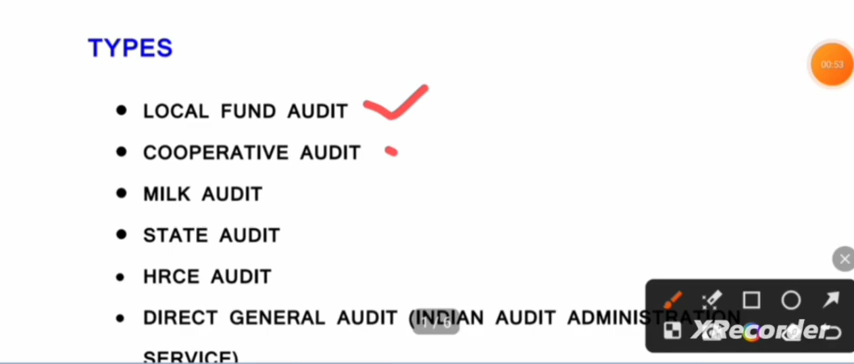 TYPES
00:53
LOCAL FUND AUDIT
COOPERATIVE AUDIT
MILK AUDIT
STATE AUDIT
HRCE AUDIT
DIRECT GENERAL AUDIT (INDIAN AUDIT ADMINISTRATION
XRecorder
SERVICE)